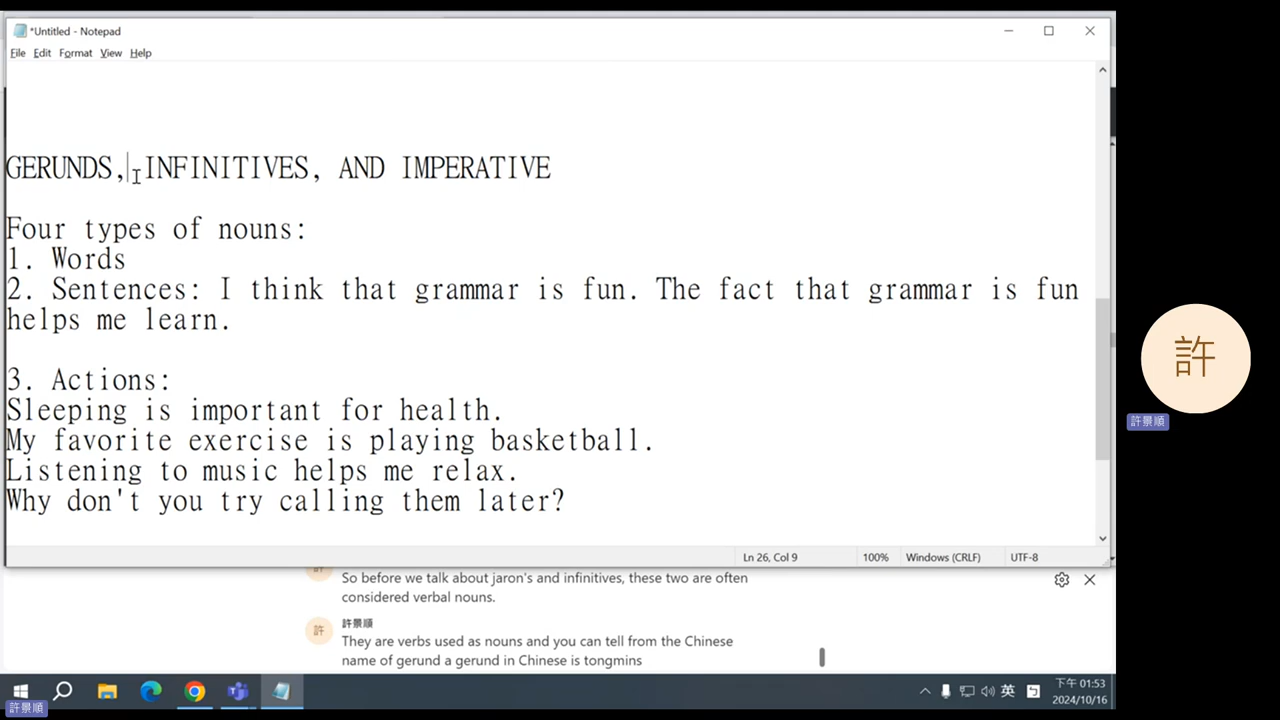 *Untitled - Notepad
File Edit Format View Help
GERUNDS, INFINITIVES, AND IMPERATIVE
Four types of nouns:
1. Words
2. Sentences: I think that grammar is fun. The fact that grammar is fun
helps me learn.
3. Actions:
Sleeping is important for health.
My favorite exercise is playing basketball.
Listening to music helps me relax.
Why don't you try calling them later?
Ln 26, Col 9 100% Windows (CRLF) UTF-8
許
許景順
許
So before we talk about jaron's and infinitives, these two are often
considered verbal nouns.
許景順
許
They are verbs used as nouns and you can tell from the Chinese
name of gerund a gerund in Chinese is tongmins
英 ㄅ
下午 01:53
2024/10/16
許景順